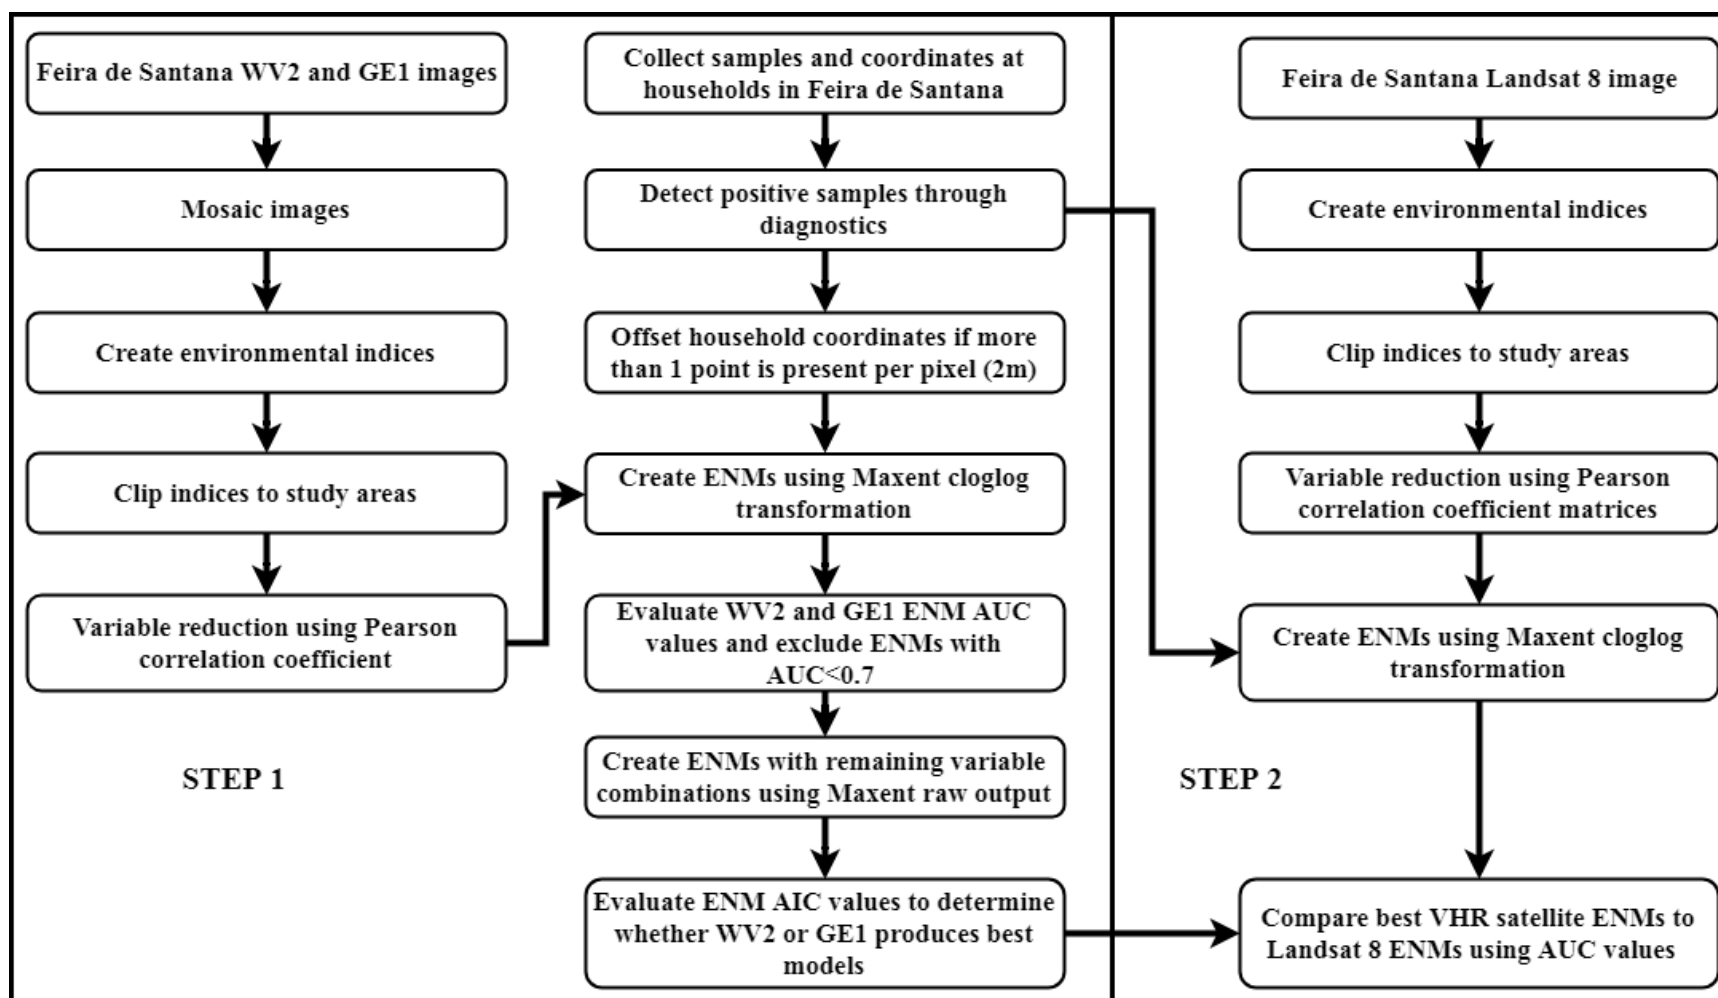 Feira de Santana WV2 and GE1 images
Mosaic images
Create environmental indices
Clip indices to study areas
Variable reduction using Pearson
correlation coefficient
STEP 1
Collect samples and coordinates at
households in Feira de Santana
Detect positive samples through
diagnostics
Offset household coordinates if more
than 1 point is present per pixel (2m)
Create ENMs using Maxent cloglog
transformation
Evaluate WV2 and GE1 ENM AUC
values and exclude ENMs with
AUC<0.7
Create ENMs with remaining variable
combinations using Maxent raw output
Evaluate ENM AIC values to determine
whether WV2 or GE1 produces best
models
Feira de Santana Landsat 8 image
Create environmental indices
Clip indices to study areas
Variable reduction using Pearson
correlation coefficient matrices
Create ENMs using Maxent cloglog
transformation
STEP 2
Compare best VHR satellite ENMs to
Landsat 8 ENMs using AUC values